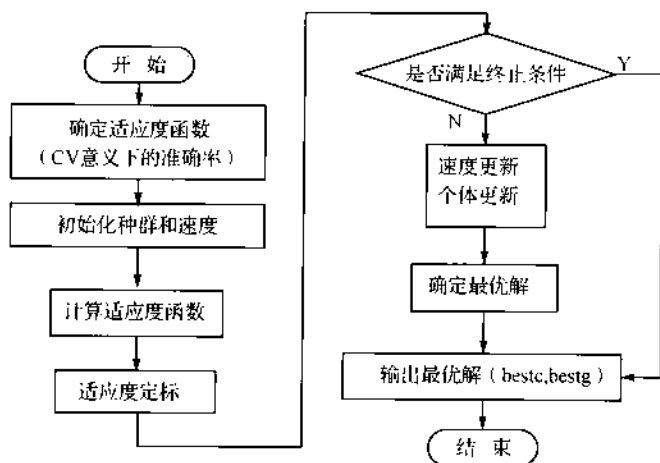 开 始
确定适应度函数
(CV意义下的准确率)
初始化种群和速度
计算适应度函数
适应度定标
是否满足终止条件
Y
N
速度更新
个体更新
确定最优解
输出最优解(bestc,bestg)
结 束